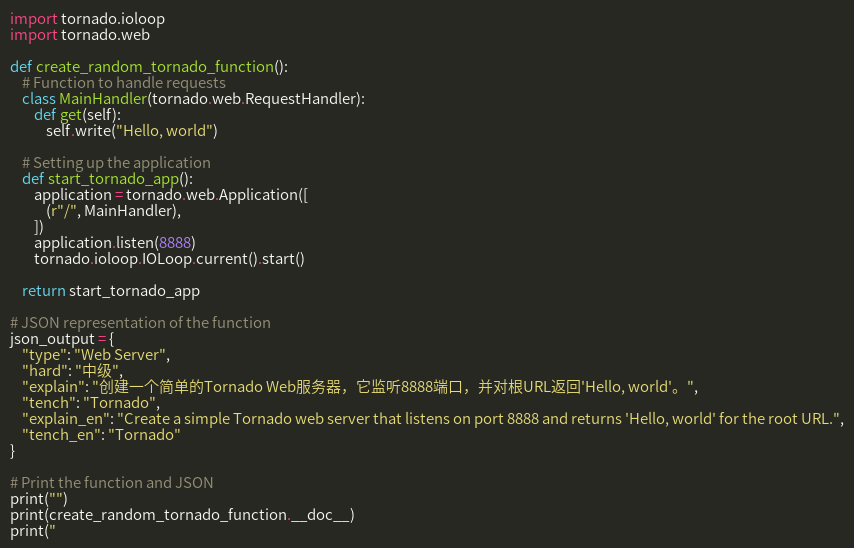 import tornado.ioloop
import tornado.web

def create_random_tornado_function():
    # Function to handle requests
    class MainHandler(tornado.web.RequestHandler):
        def get(self):
            self.write("Hello, world")

    # Setting up the application
    def start_tornado_app():
        application = tornado.web.Application([
            (r"/", MainHandler),
        ])
        application.listen(8888)
        tornado.ioloop.IOLoop.current().start()

    return start_tornado_app

# JSON representation of the function
json_output = {
    "type": "Web Server",
    "hard": "中级",
    "explain": "创建一个简单的Tornado Web服务器，它监听8888端口，并对根URL返回'Hello, world'。",
    "tench": "Tornado",
    "explain_en": "Create a simple Tornado web server that listens on port 8888 and returns 'Hello, world' for the root URL.",
    "tench_en": "Tornado"
}

# Print the function and JSON
print("")
print(create_random_tornado_function.__doc__)
print("